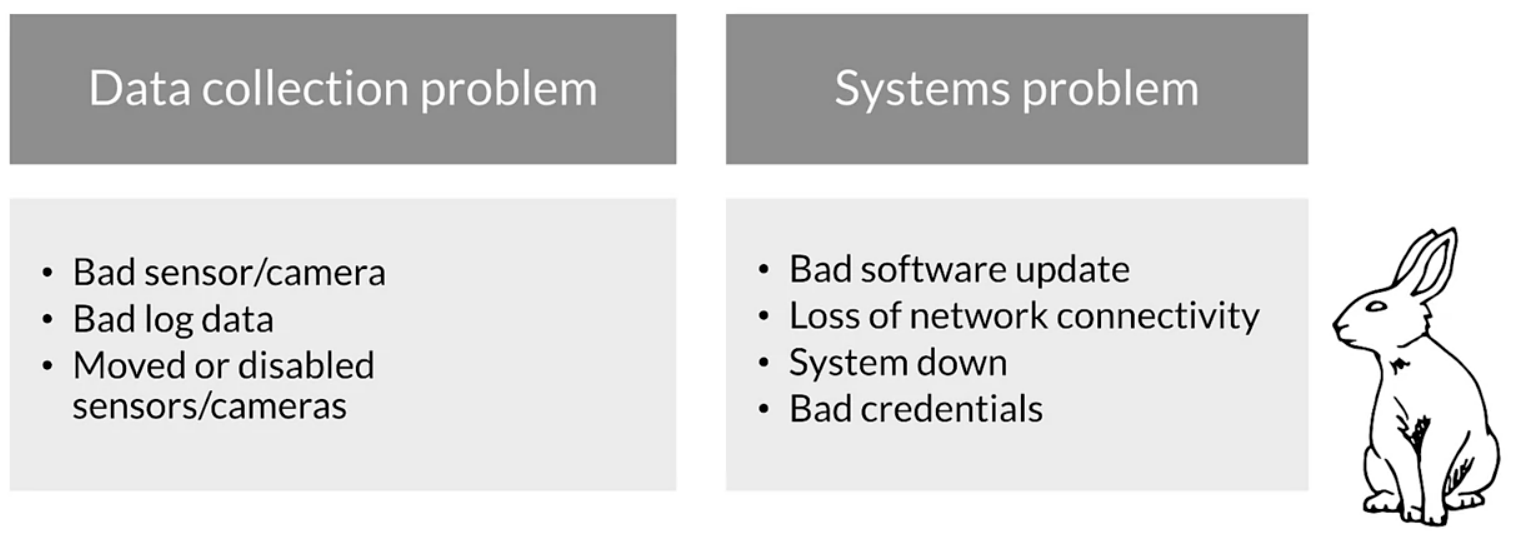 Data collection problem
• Bad sensor/camera
• Bad log data
• Moved or disabled
sensors/cameras
Systems problem
• Bad software update
• Loss of network connectivity
• System down
• Bad credentials